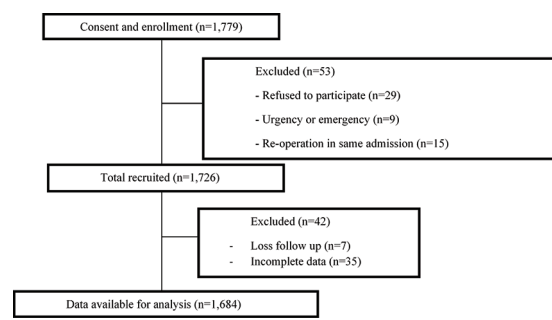 Consent and enrollment (n=1,779)
Excluded (n=53)
- Refused to participate (n=29)
- Urgency or emergency (n=9)
- Re-operation in same admission (n=15)
Total recruited (n=1,726)
Excluded (n=42)
- Loss follow up (n=7)
- Incomplete data (n=35)
Data available for analysis (n=1,684)